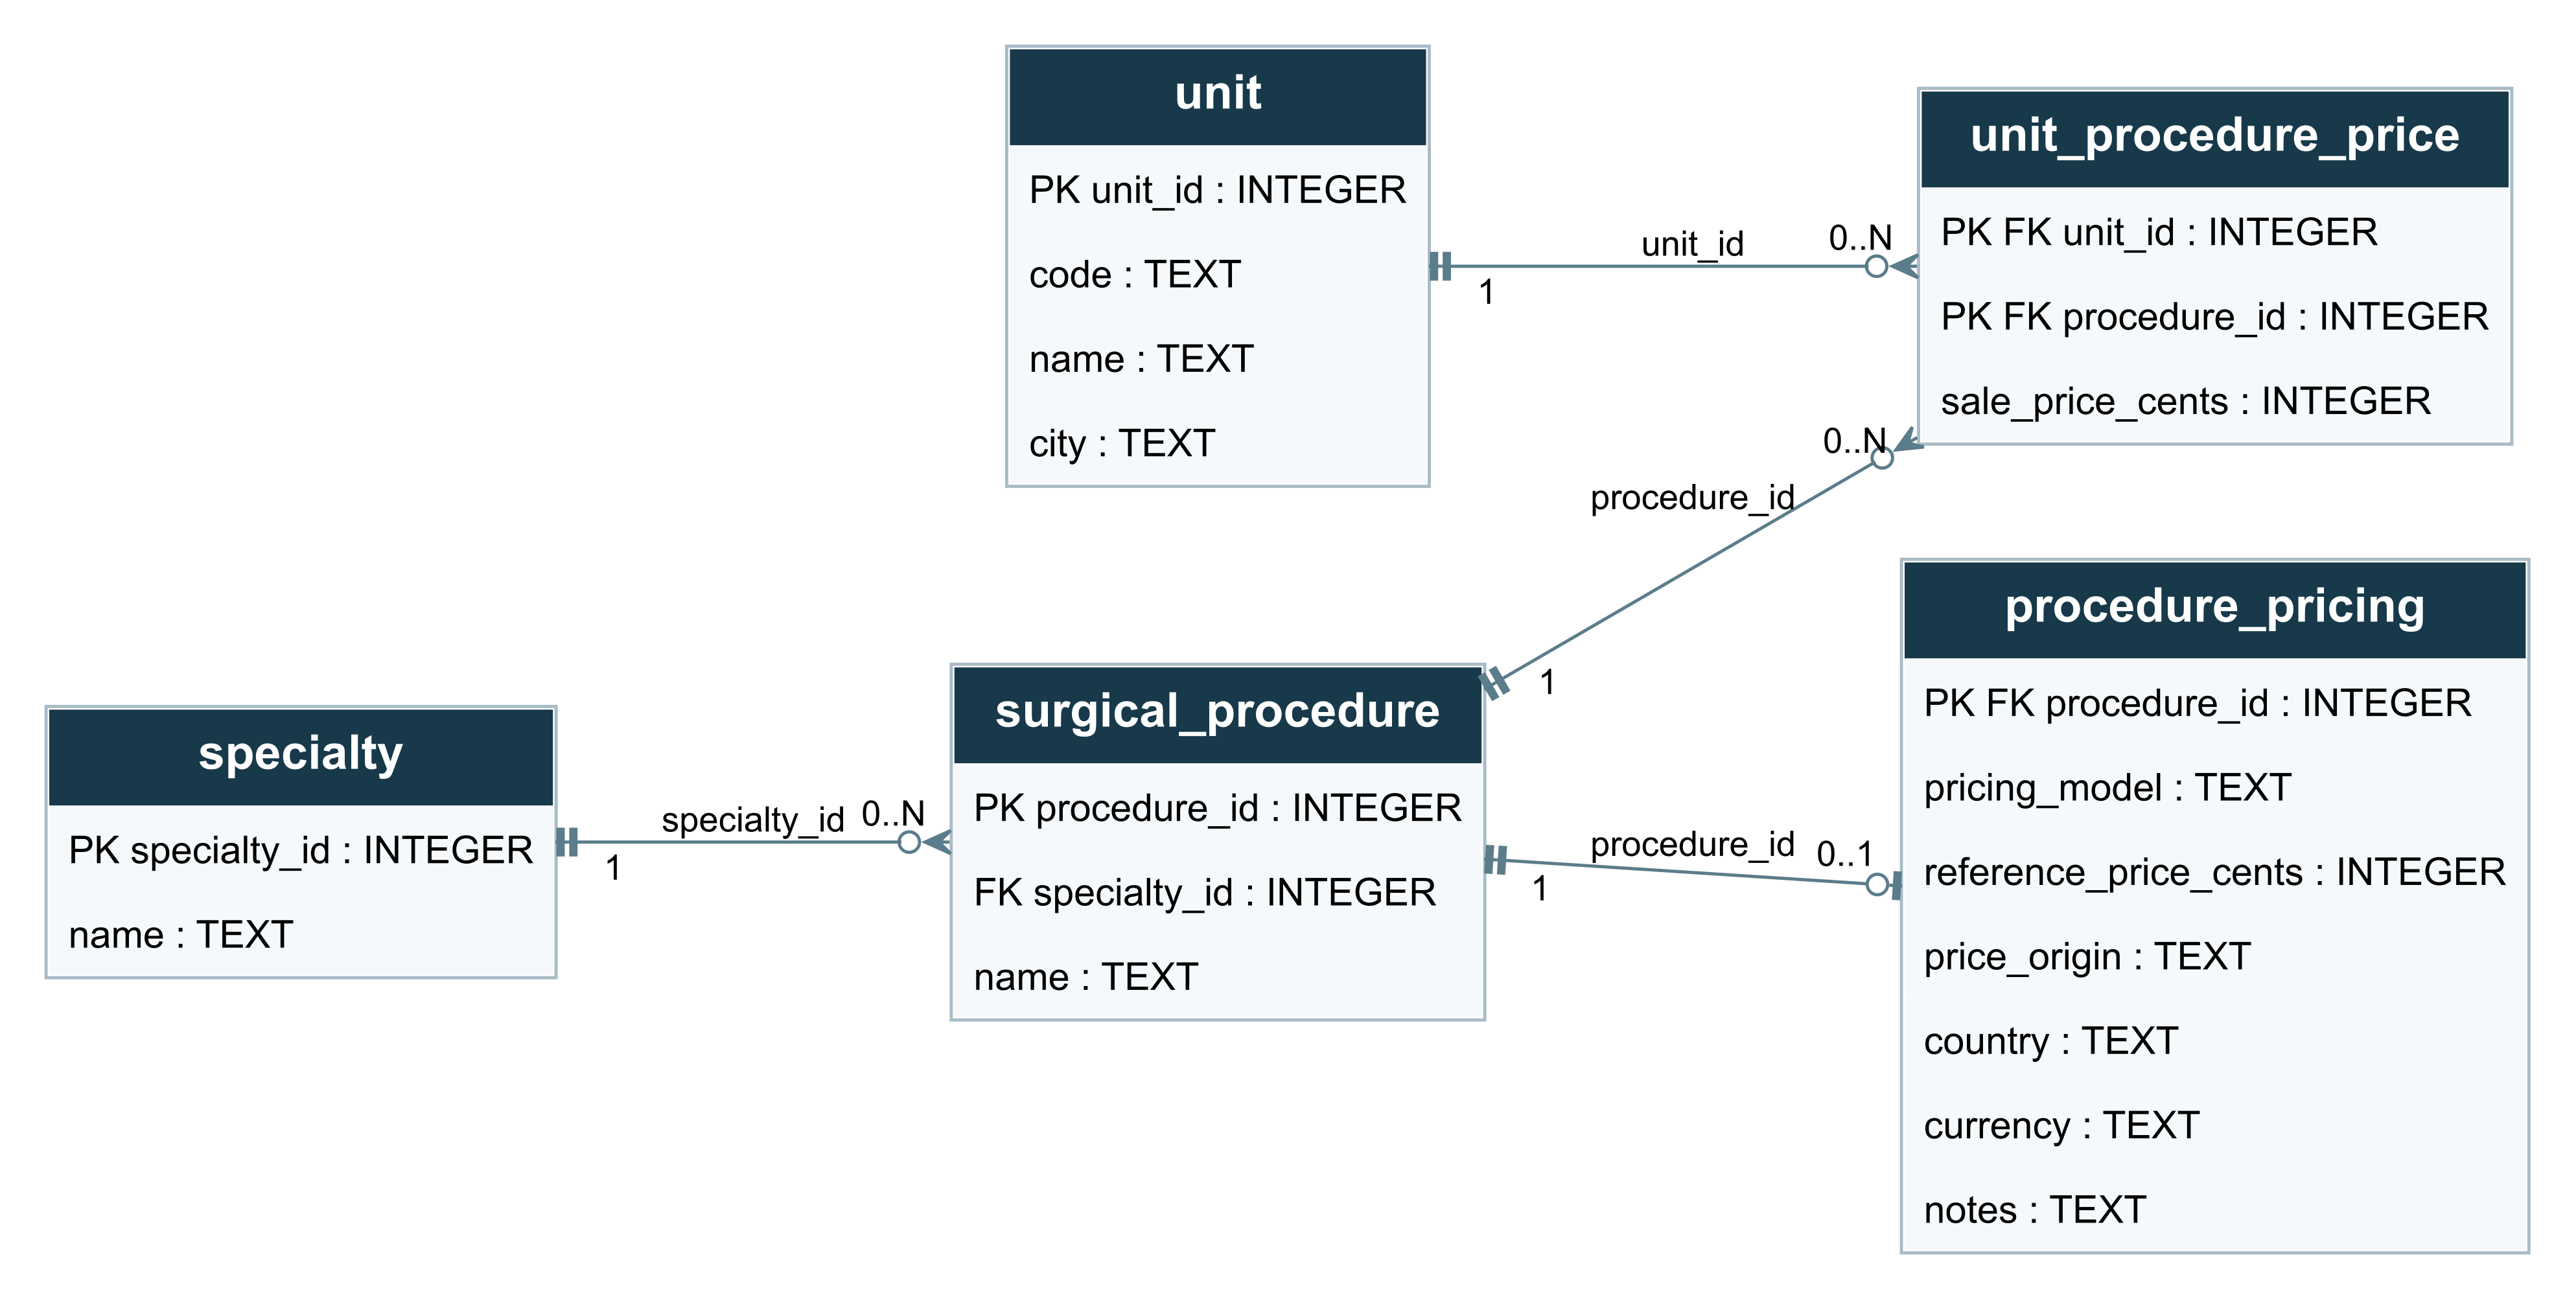 unit
PK unit_id : INTEGER
code : TEXT
name : TEXT
city : TEXT
unit_procedure_price
PK FK unit_id : INTEGER
PK FK procedure_id : INTEGER
sale_price_cents : INTEGER
unit_id
0..N
1
0..N
procedure_id
1
procedure_pricing
PK FK procedure_id : INTEGER
pricing_model : TEXT
reference_price_cents : INTEGER
price_origin : TEXT
country : TEXT
currency : TEXT
notes : TEXT
specialty
PK specialty_id : INTEGER
name : TEXT
specialty_id
0..N
1
surgical_procedure
PK procedure_id : INTEGER
FK specialty_id : INTEGER
name : TEXT
procedure_id
0..1
1